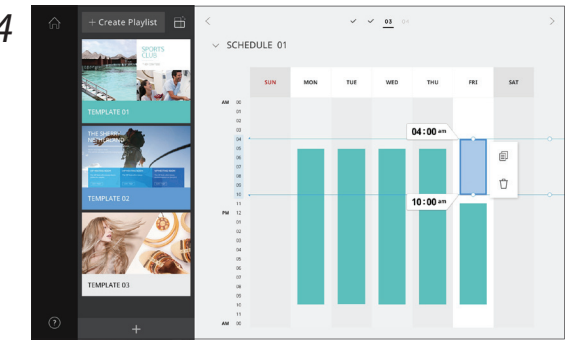 4
+ Create Playlist
SPORTS
CLUB
TEMPLATE 01
THE SHERRY
NETHERLAND
TEMPLATE 02
TEMPLATE 03
?
+
03 04
SCHEDULE 01
SUN MON TUE WED THU FRI SAT
AM 00
01
02
03
04
04:00 am
05
06
07
08
09
10
10:00 am
11
PM 12
01
02
03
04
05
06
07
08
09
10
11
AM 00